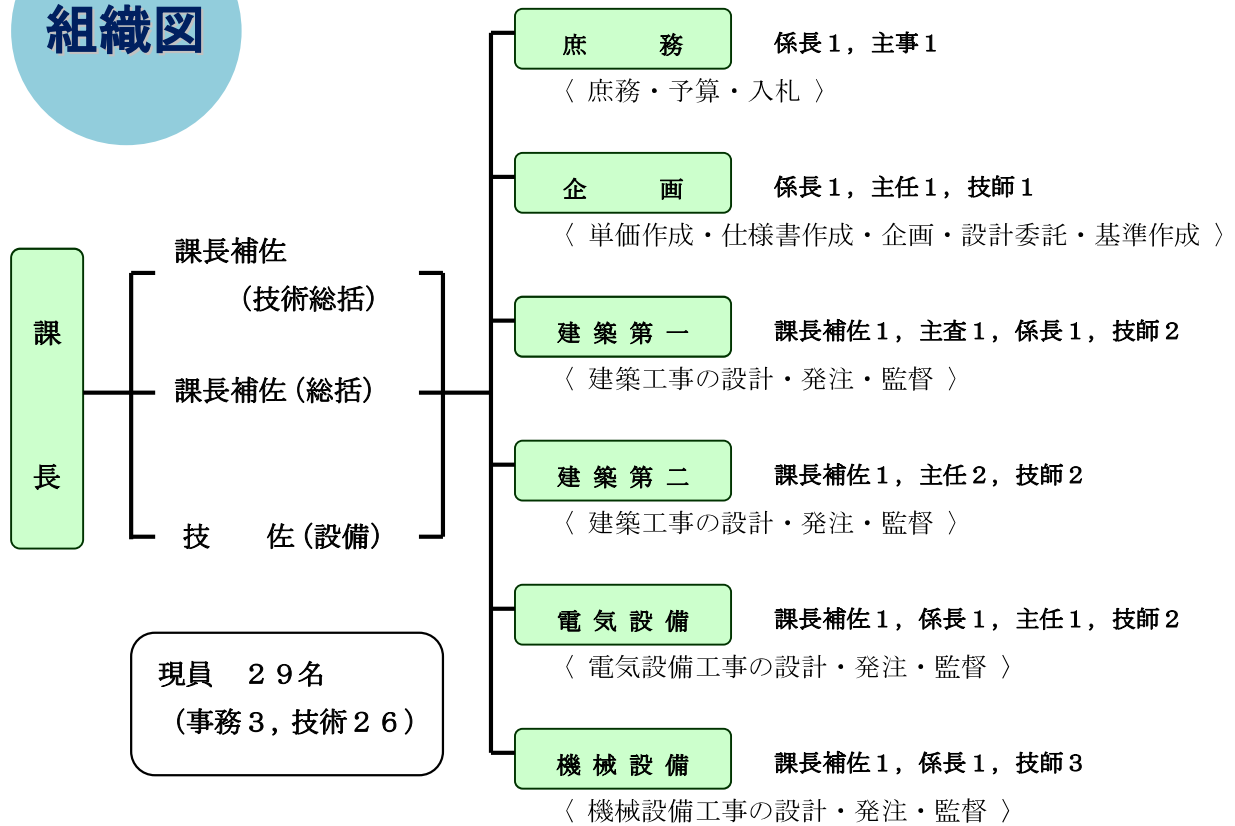 組織図
課長
課長補佐
（技術総括）
課長補佐（総括）
技　佐（設備）
現員　２９名
（事務３，技術２６）
庶　務　係長１，主事１
〈 庶務・予算・入札 〉
企　画　係長１，主任１，技師１
〈 単価作成・仕様書作成・企画・設計委託・基準作成 〉
建築第一　課長補佐１，主査１，係長１，技師２
〈 建築工事の設計・発注・監督 〉
建築第二　課長補佐１，主任２，技師２
〈 建築工事の設計・発注・監督 〉
電気設備　課長補佐１，係長１，主任１，技師２
〈 電気設備工事の設計・発注・監督 〉
機械設備　課長補佐１，係長１，技師３
〈 機械設備工事の設計・発注・監督 〉